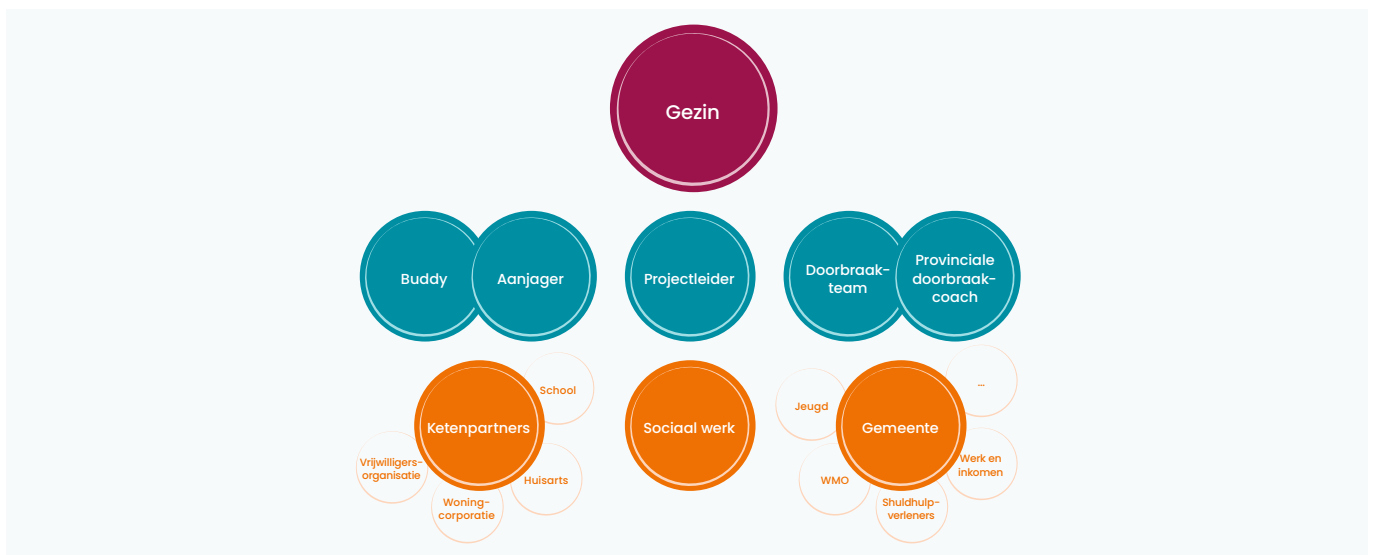 Gezin
Buddy
Aanjager
Projectleider
Doorbraak-
team
Provinciale
doorbraak-
coach
Ketenpartners
School
Vrijwilligers-
organisatie
Woning-
corporatie
Huisarts
Sociaal werk
Gemeente
Jeugd
WMO
Shuldhulp-
verleners
Werk en
inkomen
...